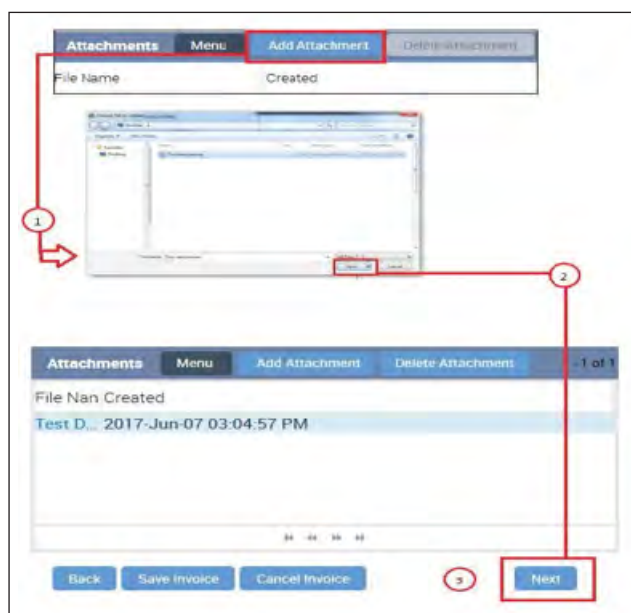 Attachments Menu Add Attachment Delete Attachment
File Name Created
1
2
Attachments Menu Add Attachment Delete Attachment - 1 of 1
File Nan Created
Test D... 2017-Jun-07 03:04:57 PM
Back Save Invoice Cancel Invoice 3 Next